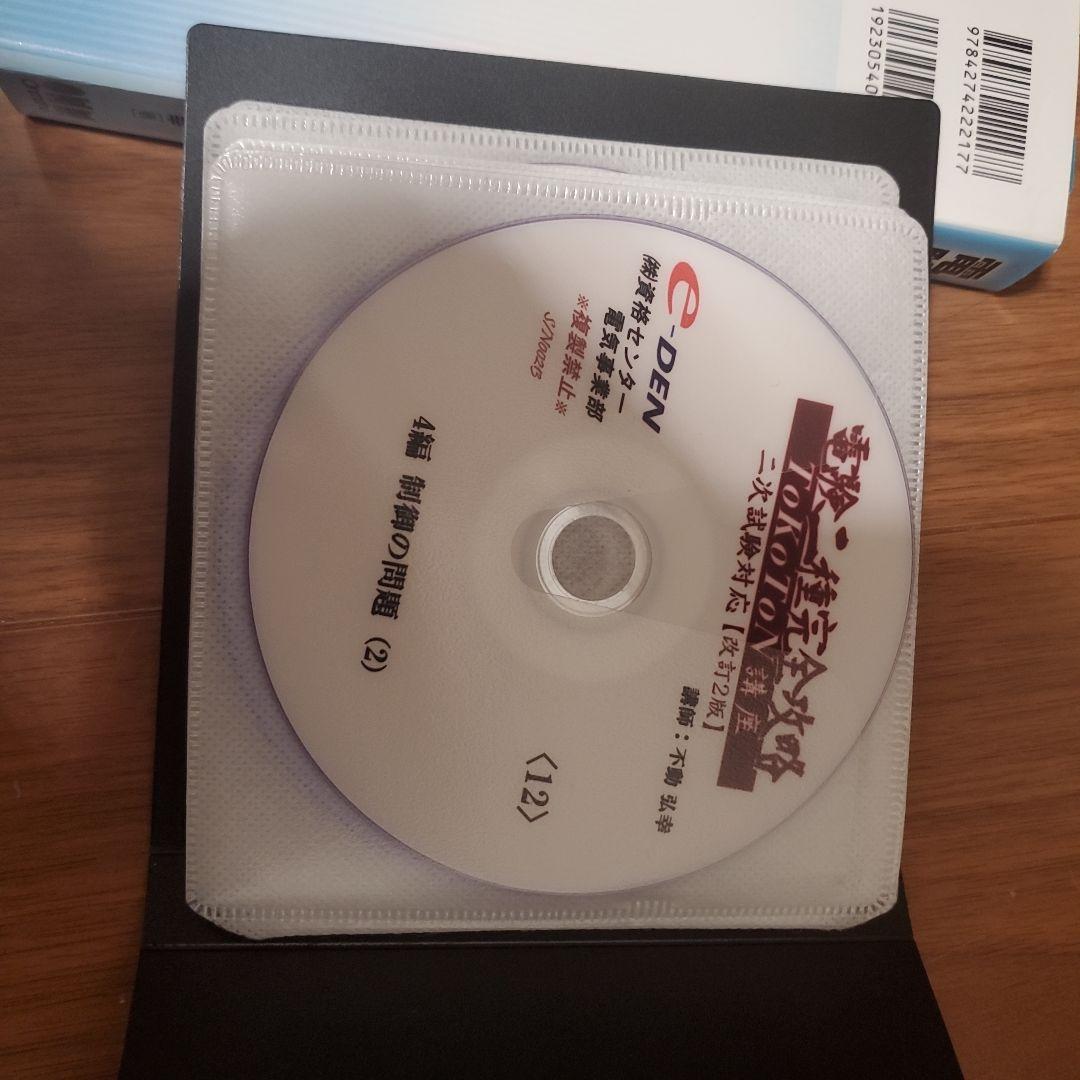 電験二種完全攻略
TOKOTON講座
二次試験対応【改訂2版】
講師：不動 弘幸
e-DEN
㈱資格センター
電気事業部
※複製禁止※
4編 制御の問題 (2)
〈12〉
9784274222177
19230540